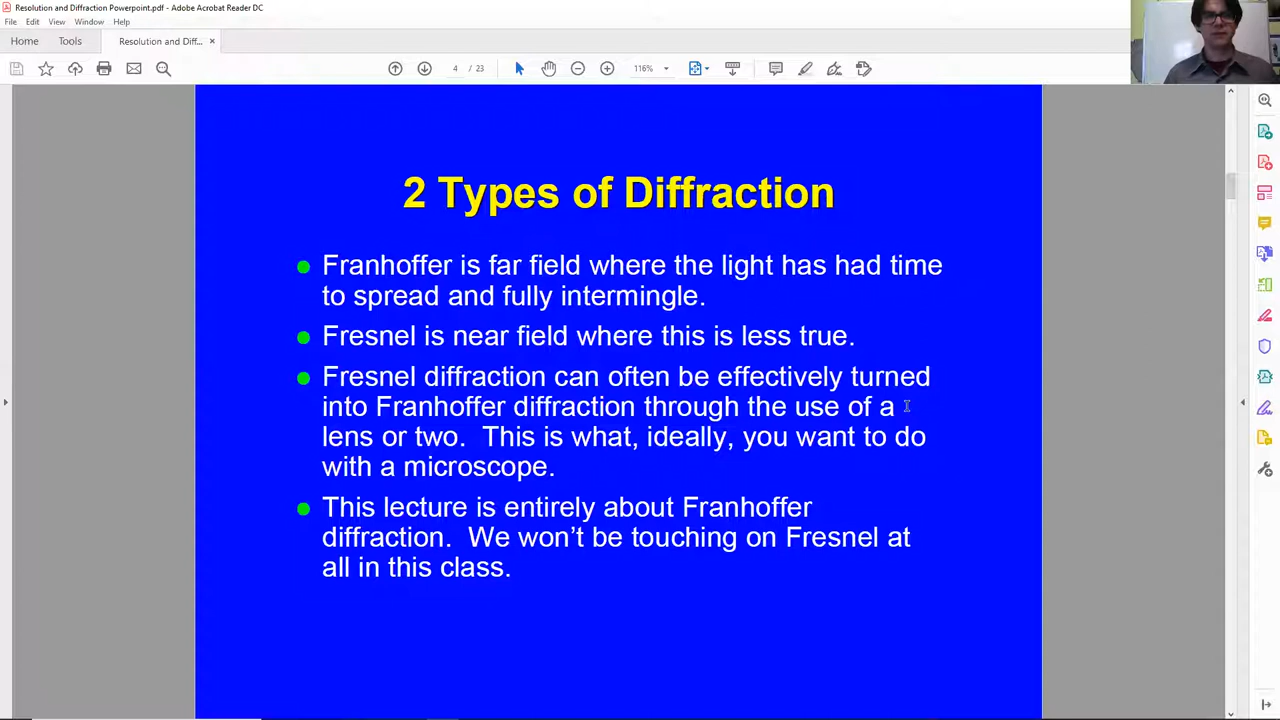 Resolution and Diffraction Powerpoint.pdf - Adobe Acrobat Reader DC
File Edit View Window Help
Home Tools Resolution and Diff... ×
4 / 23 116%
2 Types of Diffraction
Franhoffer is far field where the light has had time
to spread and fully intermingle.
Fresnel is near field where this is less true.
Fresnel diffraction can often be effectively turned
into Franhoffer diffraction through the use of a
lens or two. This is what, ideally, you want to do
with a microscope.
This lecture is entirely about Franhoffer
diffraction. We won't be touching on Fresnel at
all in this class.